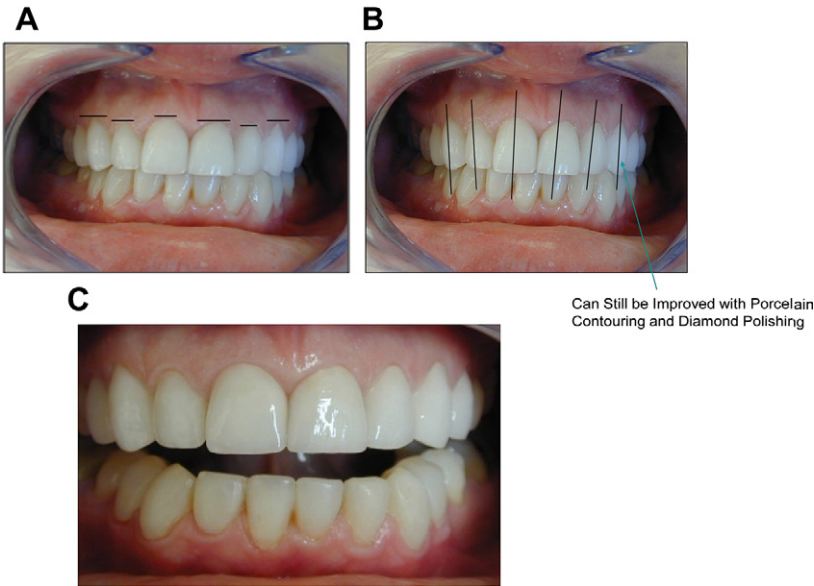 A
B
Can Still be Improved with Porcelain
Contouring and Diamond Polishing
C